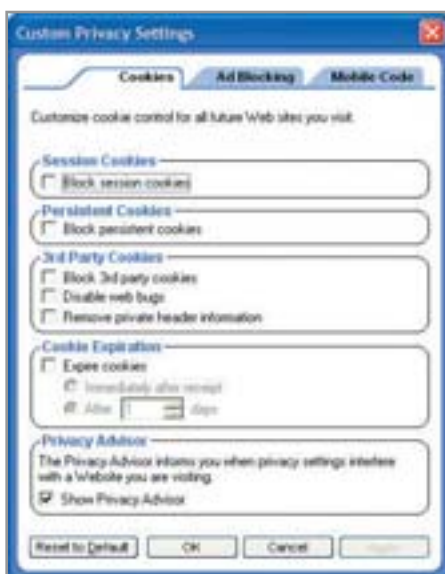 Custom Privacy Settings
Cookies Ad Blocking Mobile Code
Customize cookie control for all future Web sites you visit.
Session Cookies
Block session cookies
Persistent Cookies
Block persistent cookies
3rd Party Cookies
Block 3rd party cookies
Disable web bugs
Remove private header information
Cookie Expiration
Expire cookies
Immediately after receipt
After 1 days
Privacy Advisor
The Privacy Advisor informs you when privacy settings interfere
with a Website you are visiting.
Show Privacy Advisor
Reset to Default OK Cancel Apply